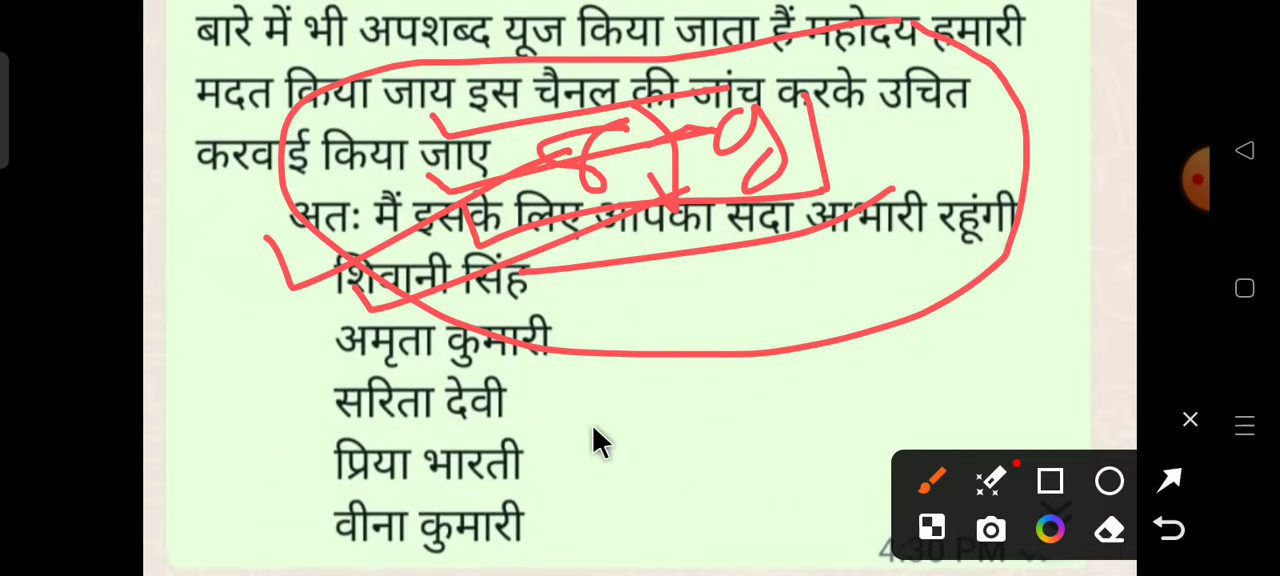 बारे में भी अपशब्द यूज किया जाता हैं महोदय हमारी
मदत किया जाय इस चैनल की जांच करके उचित
करवाई किया जाए
अतः मैं इसके लिए आपका सदा आभारी रहूंगी
शिवानी सिंह
अमृता कुमारी
सरिता देवी
प्रिया भारती
वीना कुमारी
4:30 PM